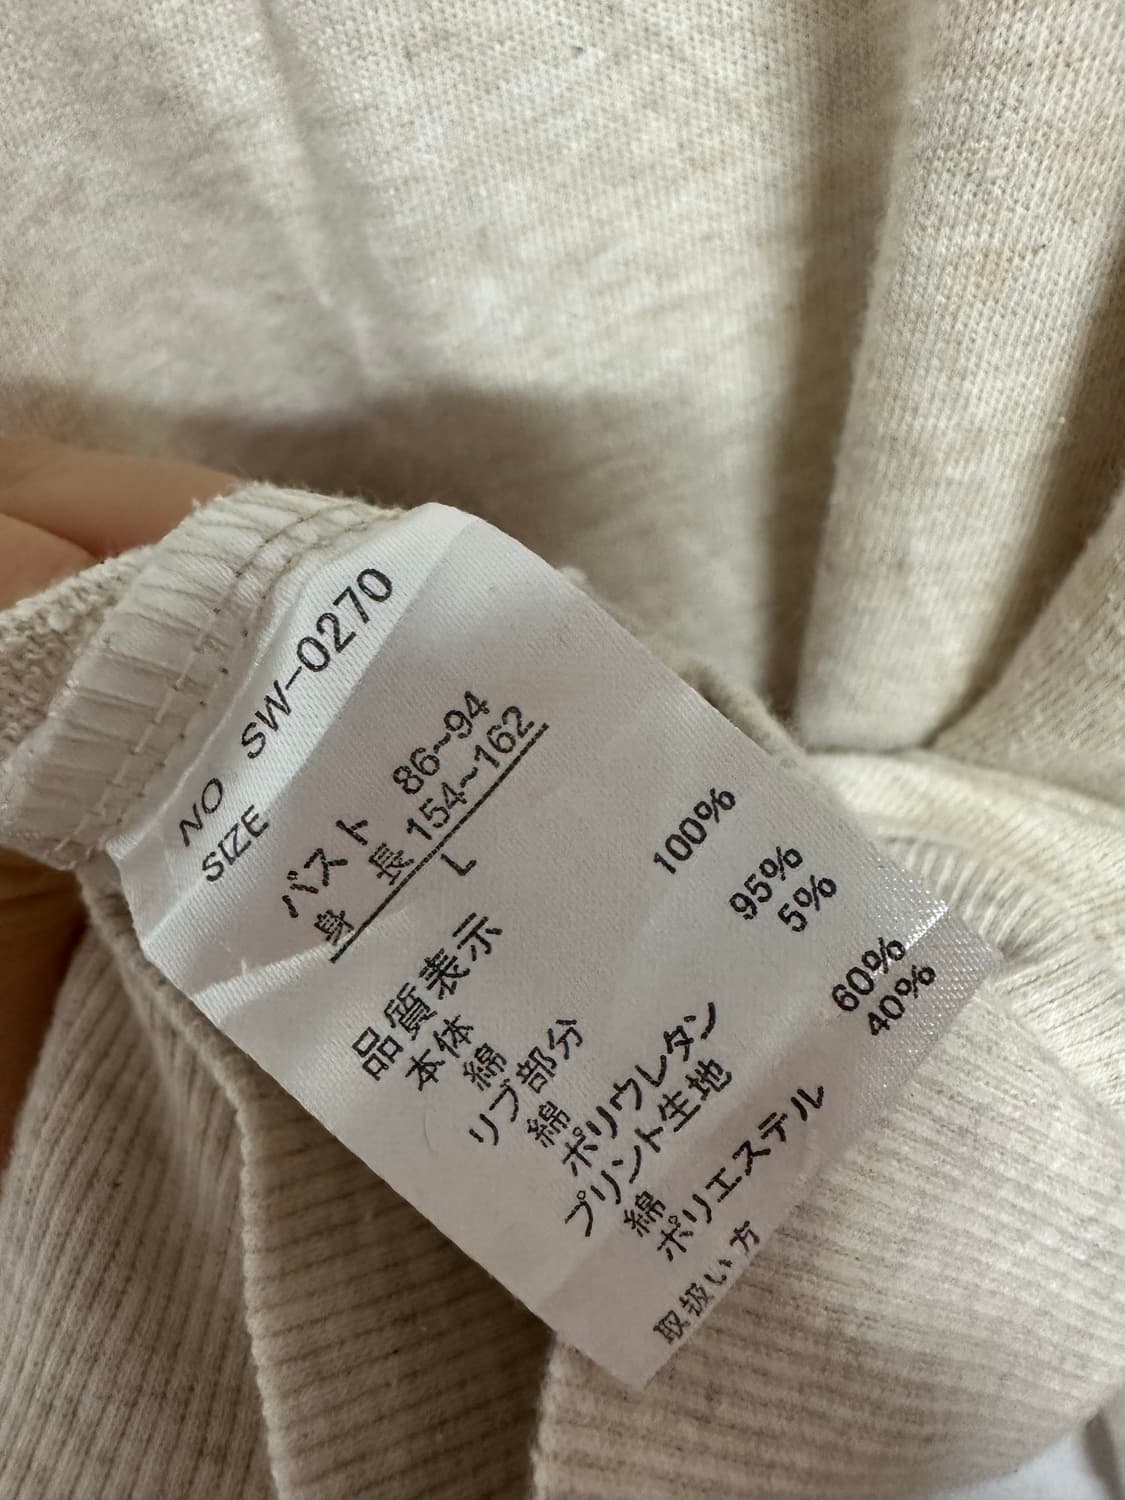 NO SW-0270
SIZE
バスト 86~94
身長 154~162
L
品質表示
本体
綿 100%
リブ部分
綿 95%
ポリウレタン 5%
プリント生地
綿 60%
ポリエステル 40%
取扱い方